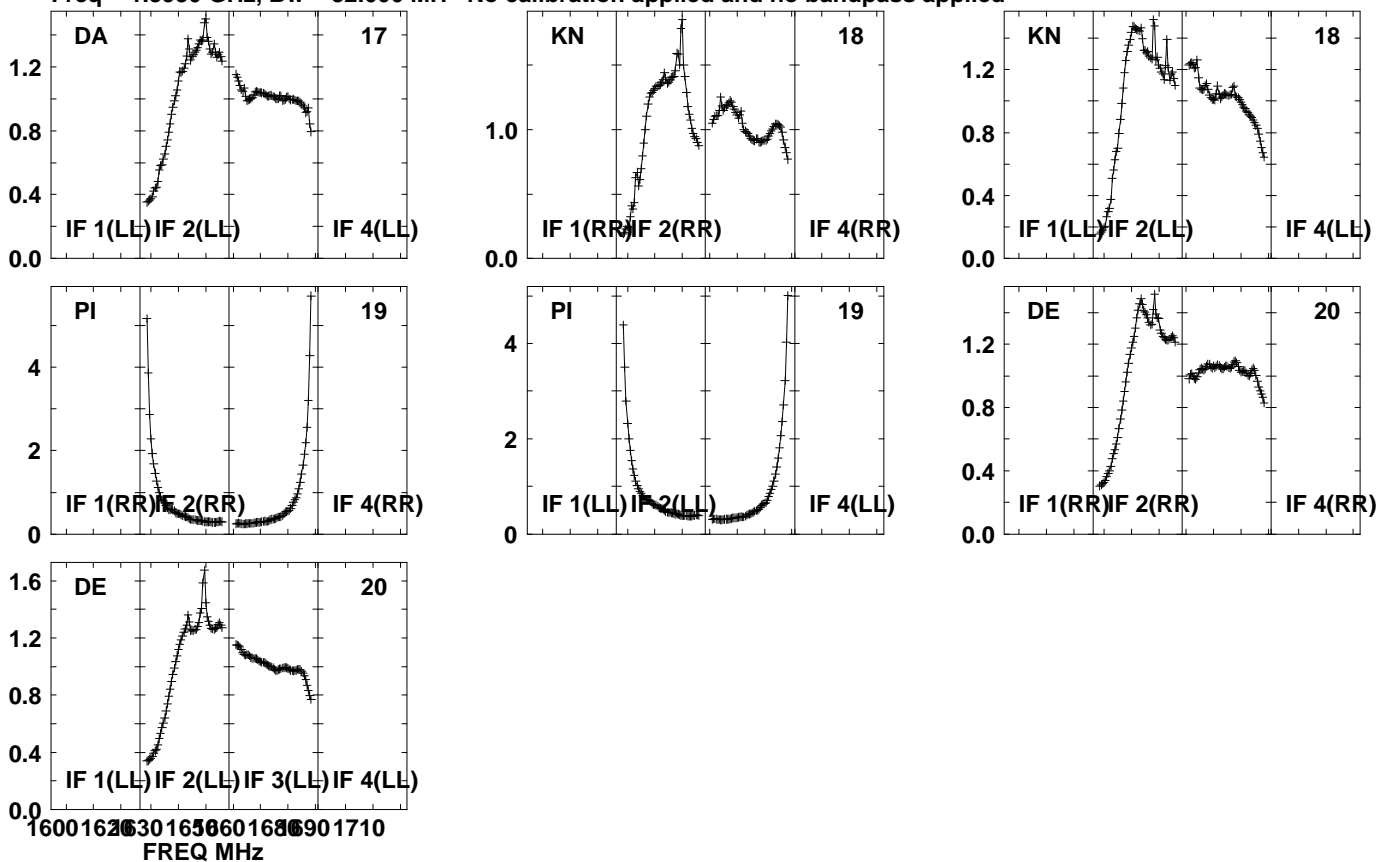 No calibration applied and no bandpass applied
DA 17
1.2
0.8
0.4
0.0
IF 1(LL) IF 2(LL) IF 4(LL)
KN 18
1.0
0.0
IF 1(RR) IF 2(RR) IF 4(RR)
KN 18
1.2
0.8
0.4
0.0
IF 1(LL) IF 2(LL) IF 4(LL)
PI 19
4
2
0
IF 1(RR) IF 2(RR) IF 4(RR)
PI 19
4
2
0
IF 1(LL) IF 2(LL) IF 4(LL)
DE 20
1.2
0.8
0.4
0.0
IF 1(RR) IF 2(RR) IF 4(RR)
DE 20
1.6
1.2
0.8
0.4
0.0
IF 1(LL) IF 2(LL) IF 3(LL) IF 4(LL)
1600 1620 1630 1650 1660 1680 1690 1710
FREQ MHz